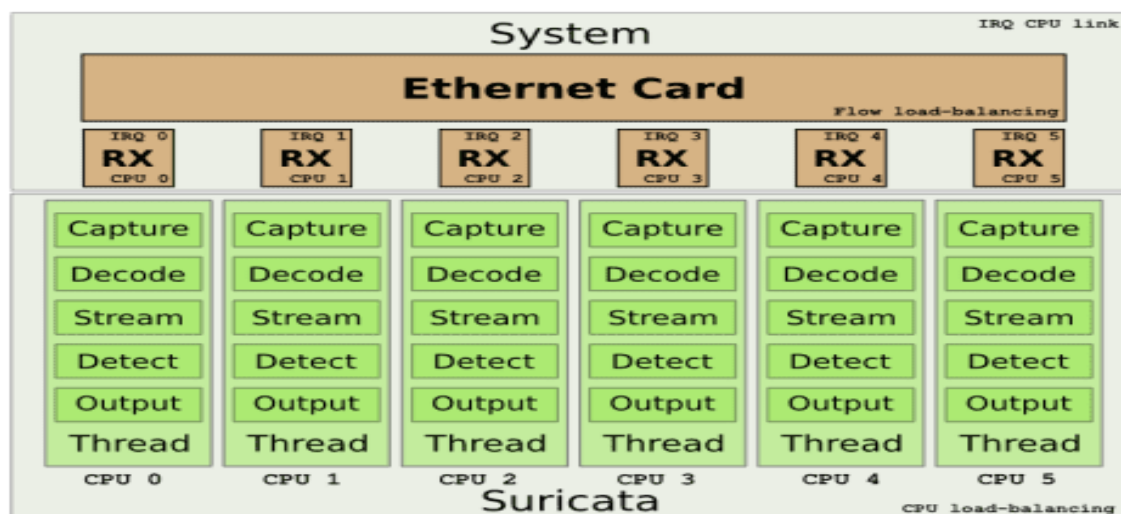 System
IRQ CPU link
Ethernet Card
Flow load-balancing
IRQ 0 IRQ 1 IRQ 2 IRQ 3 IRQ 4 IRQ 5
RX RX RX RX RX RX
CPU 0 CPU 1 CPU 2 CPU 3 CPU 4 CPU 5
Capture Capture Capture Capture Capture Capture
Decode Decode Decode Decode Decode Decode
Stream Stream Stream Stream Stream Stream
Detect Detect Detect Detect Detect Detect
Output Output Output Output Output Output
Thread Thread Thread Thread Thread Thread
CPU 0 CPU 1 CPU 2 CPU 3 CPU 4 CPU 5
Suricata
CPU load-balancing